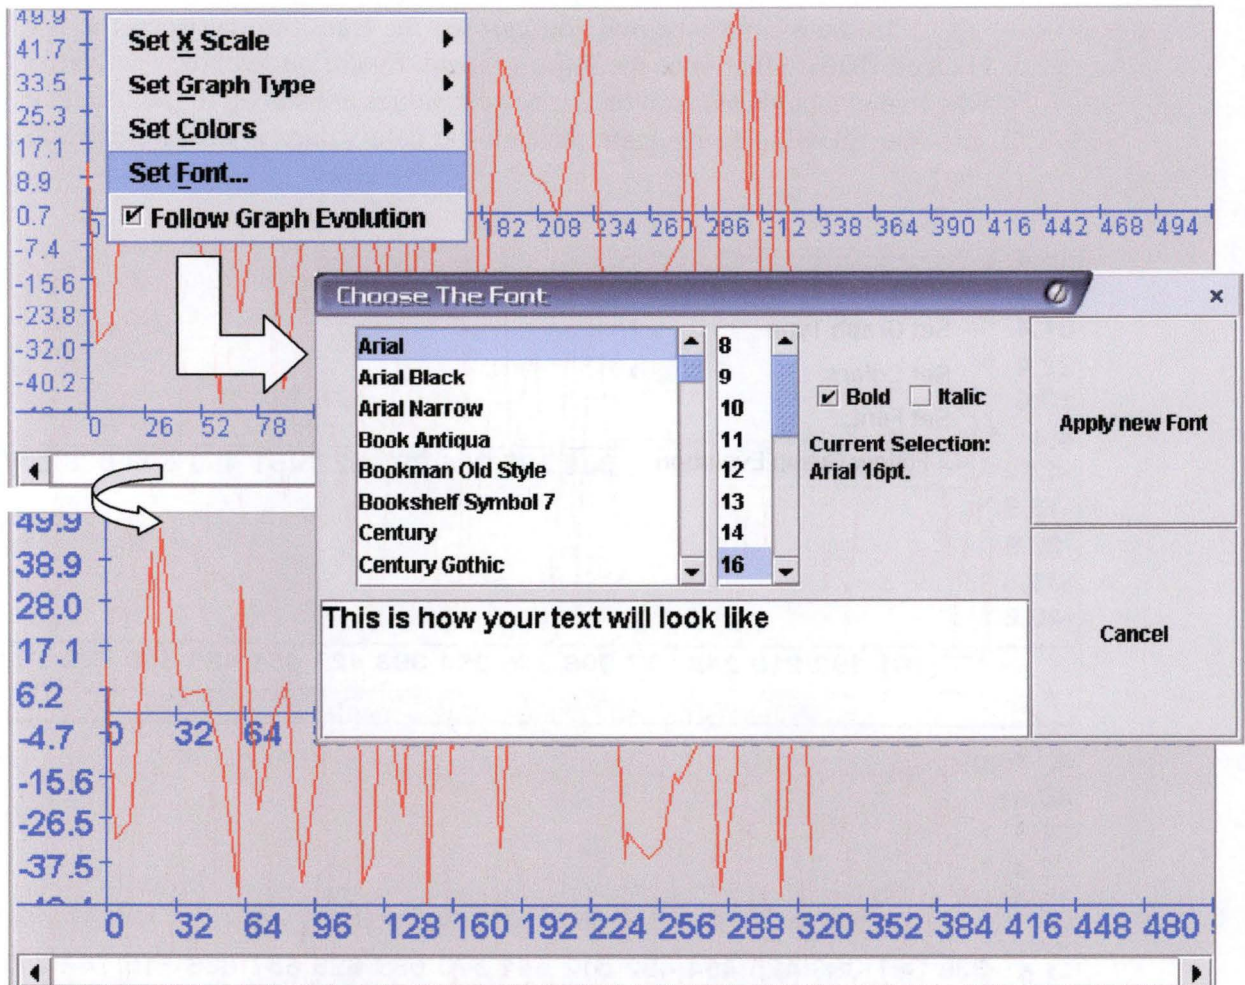 49.9
41.7
33.5
25.3
17.1
8.9
0.7
-7.4
-15.6
-23.8
-32.0
-40.2
Set X Scale
Set Graph Type
Set Colors
Set Font...
Follow Graph Evolution
0 182 208 234 260 286 312 338 364 390 416 442 468 494
0 26 52 78
Choose The Font
x
Arial
Arial Black
Arial Narrow
Book Antiqua
Bookman Old Style
Bookshelf Symbol 7
Century
Century Gothic
8
9
10
11
12
13
14
16
Bold Italic
Current Selection:
Arial 16pt.
Apply new Font
Cancel
This is how your text will look like
49.9
38.9
28.0
17.1
6.2
-4.7
-15.6
-26.5
-37.5
0 32 64
0 32 64 96 128 160 192 224 256 288 320 352 384 416 448 480